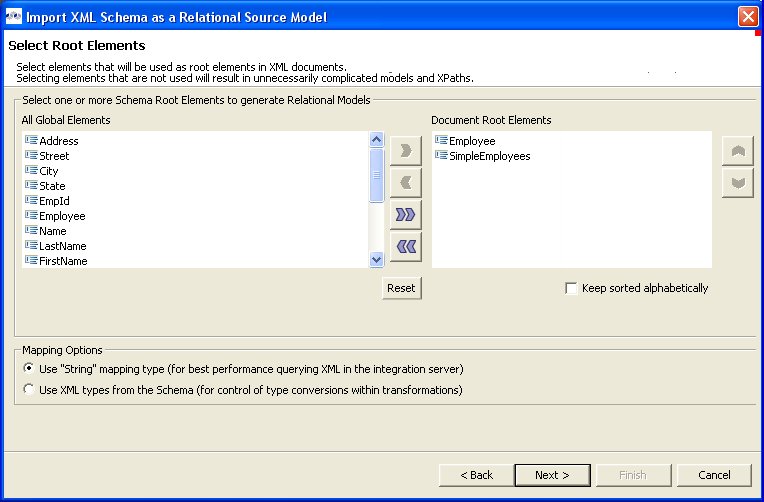 Import XML Schema as a Relational Source Model
Select Root Elements
Select elements that will be used as root elements in XML documents.
Selecting elements that are not used will result in unnecessarily complicated models and XPaths.
Select one or more Schema Root Elements to generate Relational Models
All Global Elements
Address
Street
City
State
EmpId
Employee
Name
LastName
FirstName
Document Root Elements
Employee
SimpleEmployees
Reset
Keep sorted alphabetically
Mapping Options
Use "String" mapping type (for best performance querying XML in the integration server)
Use XML types from the Schema (for control of type conversions within transformations)
< Back
Next >
Finish
Cancel